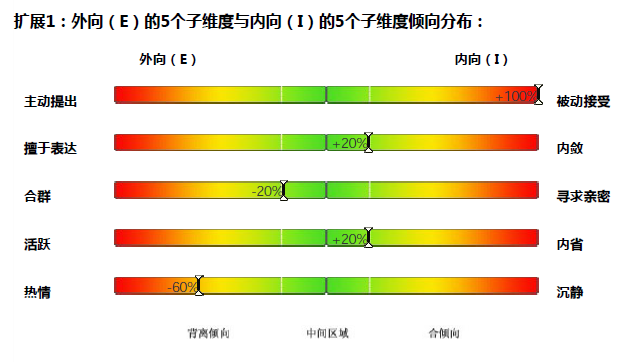 扩展1：外向（E）的5个子维度与内向（I）的5个子维度倾向分布：
外向（E） 内向（I）
主动提出 +100% 被动接受
擅于表达 +20% 内敛
合群 -20% 寻求亲密
活跃 +20% 内省
热情 -60% 沉静
背离倾向 中间区域 合倾向